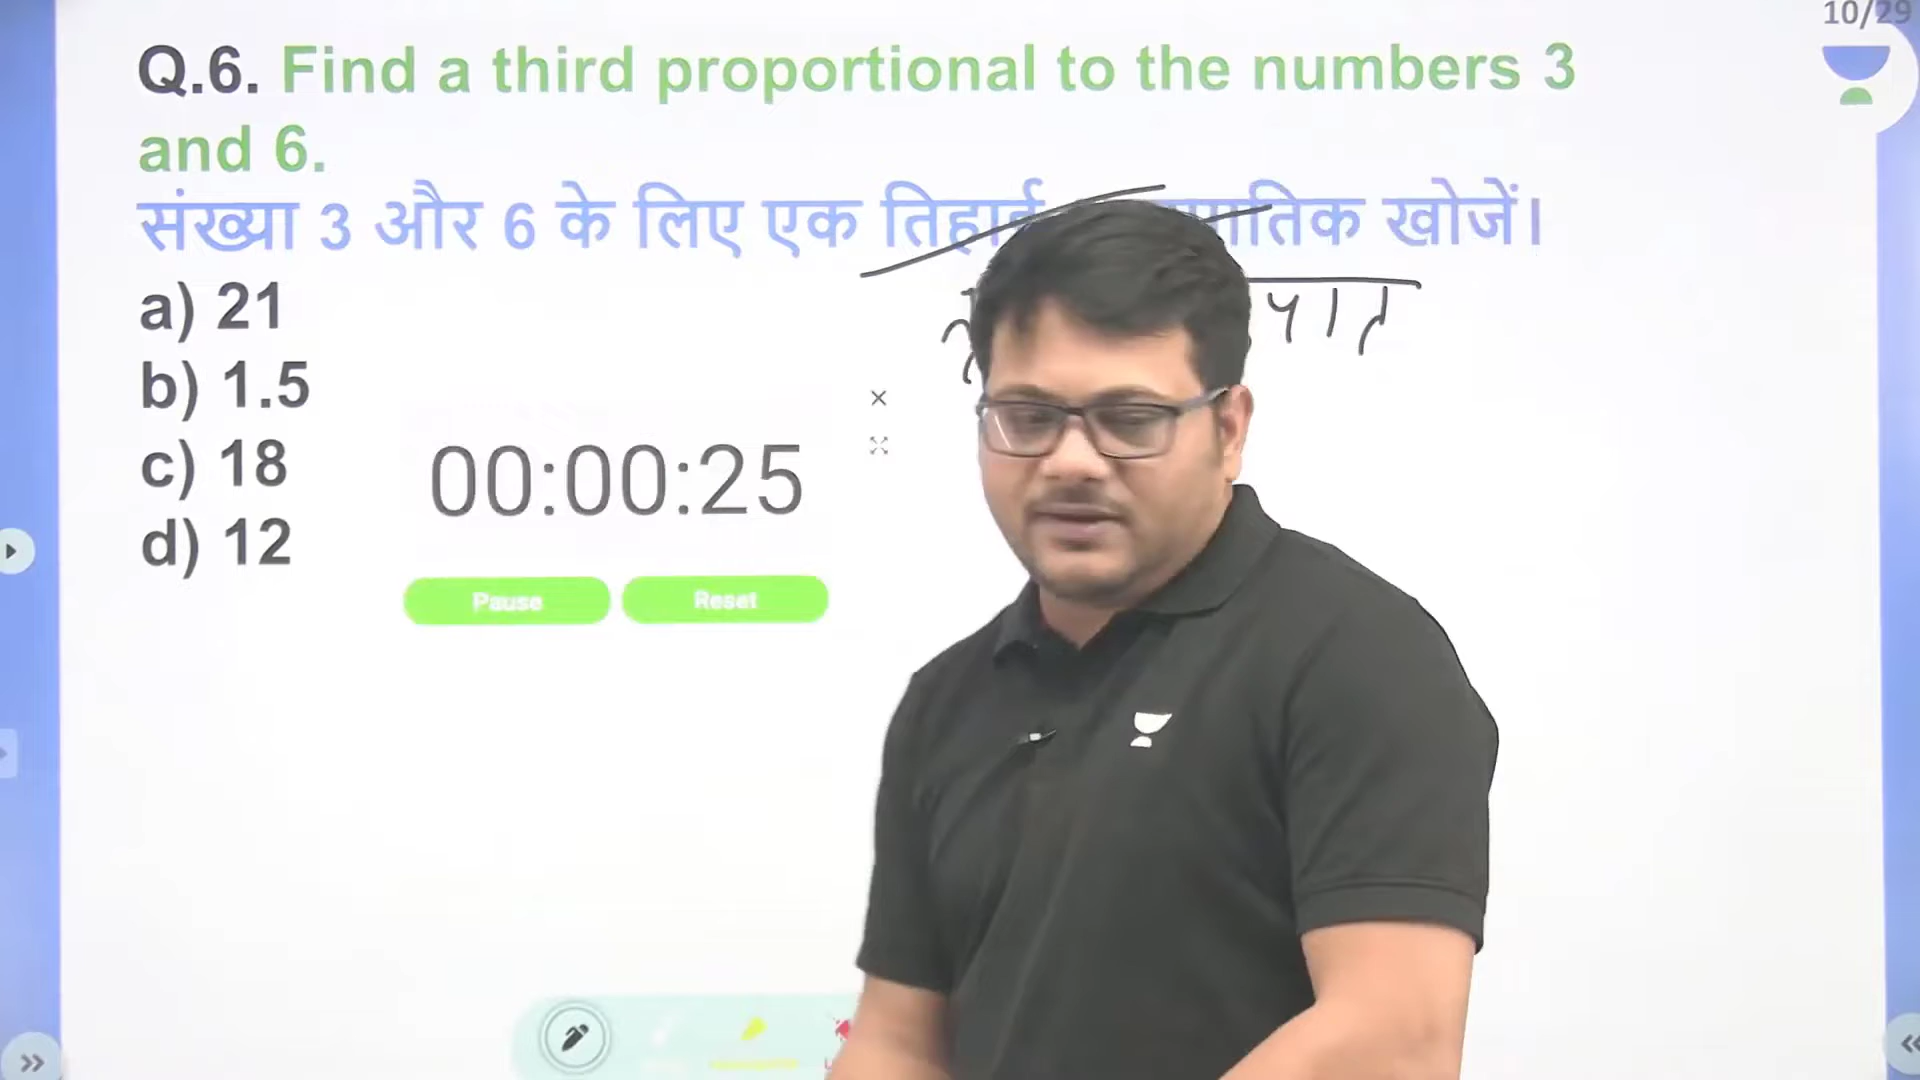 10/29
Q.6. Find a third proportional to the numbers 3
and 6.
संख्या 3 और 6 के लिए एक खोजें।
पात
a) 21
b) 1.5
c) 18
d) 12
00:00:25
Pause Reset